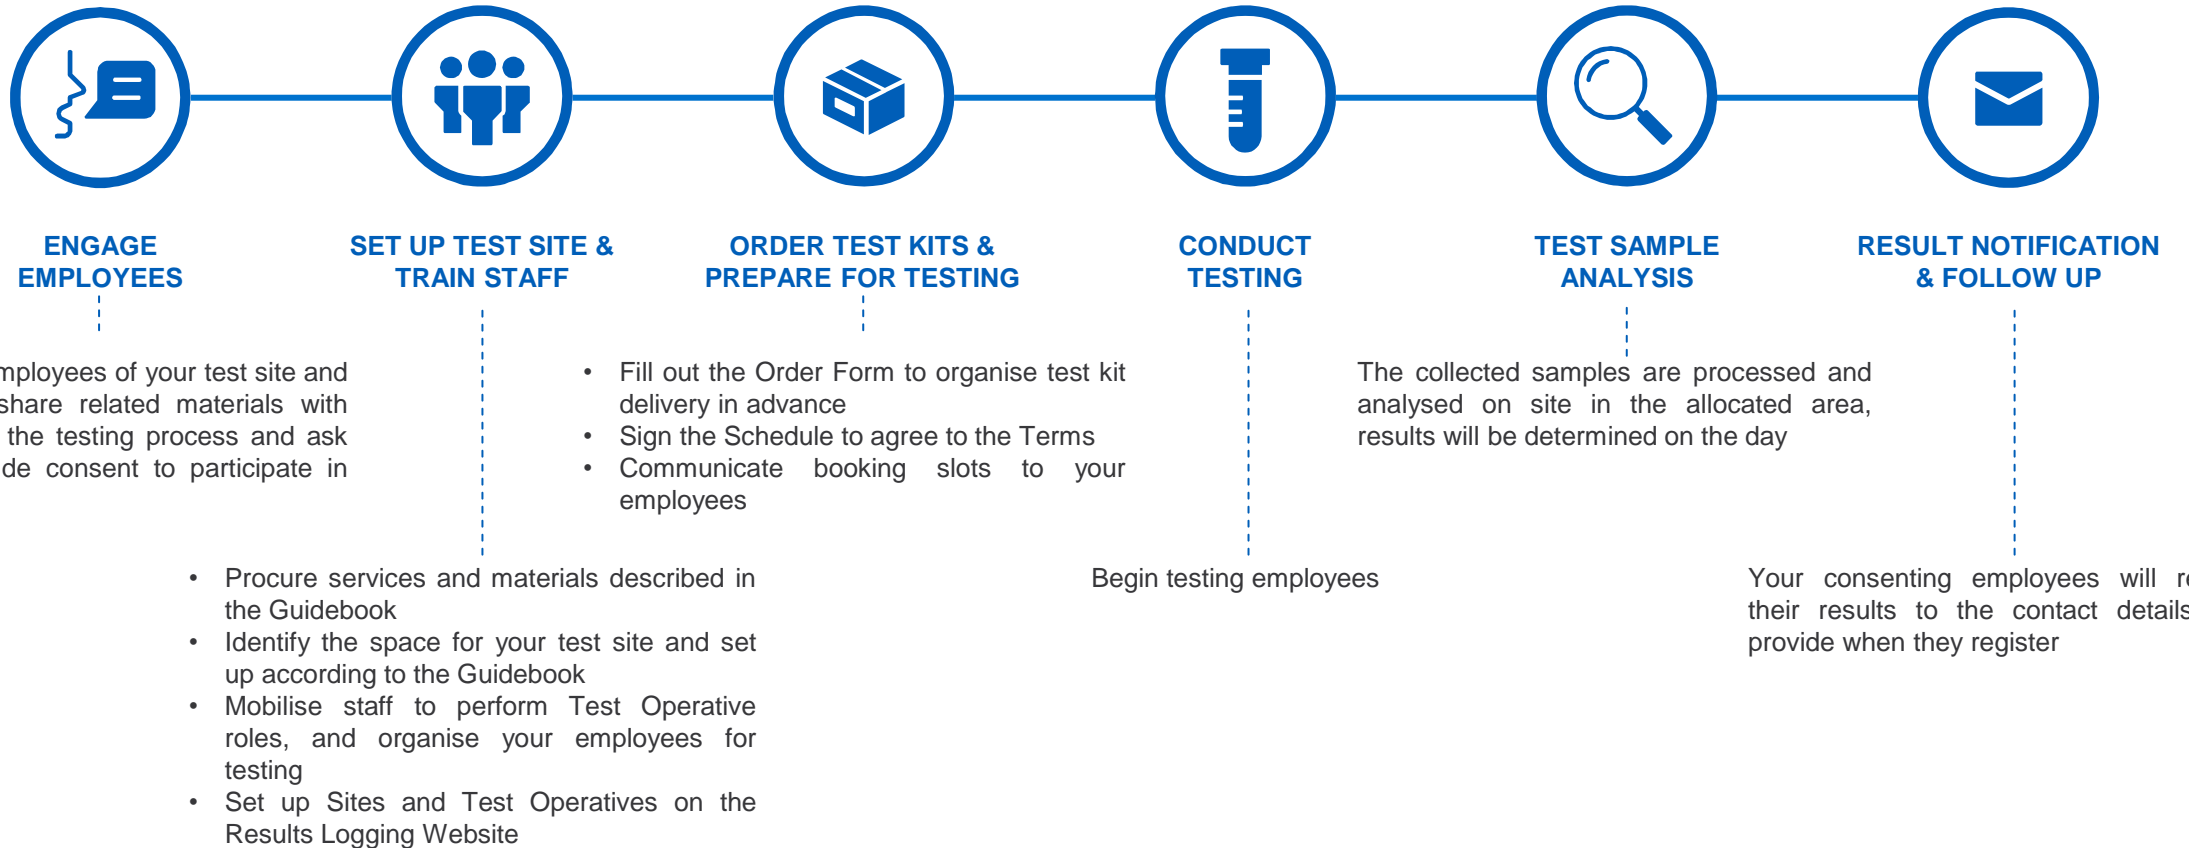 ENGAGE
EMPLOYEES
SET UP TEST SITE &
TRAIN STAFF
ORDER TEST KITS &
PREPARE FOR TESTING
CONDUCT
TESTING
TEST SAMPLE
ANALYSIS
RESULT NOTIFICATION
& FOLLOW UP
employees of your test site and
share related materials with
the testing process and ask
consent to participate in
• Procure services and materials described in
the Guidebook
• Identify the space for your test site and set
up according to the Guidebook
• Mobilise staff to perform Test Operative
roles, and organise your employees for
testing
• Set up Sites and Test Operatives on the
Results Logging Website
• Fill out the Order Form to organise test kit
delivery in advance
• Sign the Schedule to agree to the Terms
• Communicate booking slots to your
employees
Begin testing employees
The collected samples are processed and
analysed on site in the allocated area,
results will be determined on the day
Your consenting employees will
their results to the contact details
provide when they register